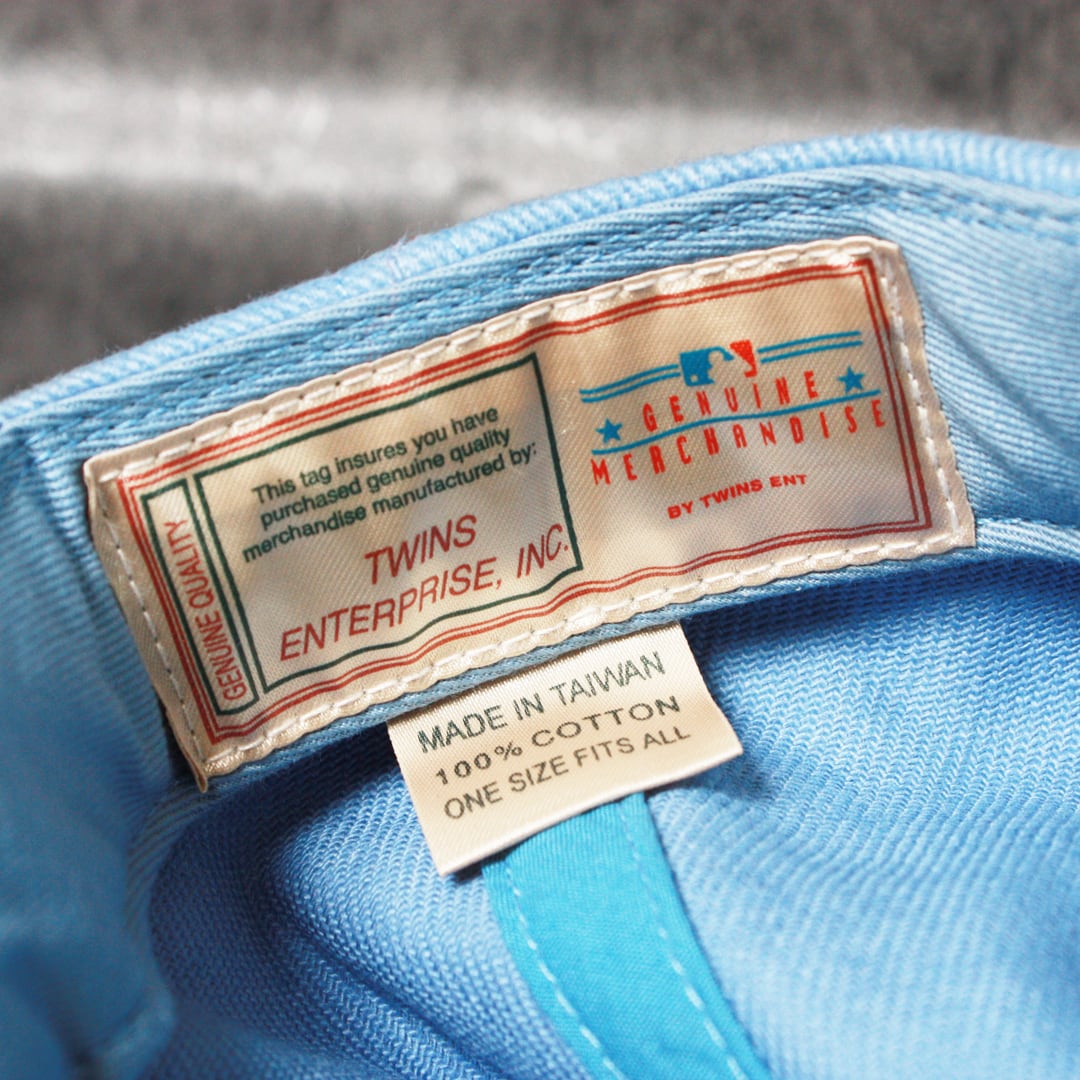 GENUINE QUALITY
This tag insures you have
purchased genuine quality
merchandise manufactured by:
TWINS
ENTERPRISE, INC.
GENUINE
MERCHANDISE
BY TWINS ENT
MADE IN TAIWAN
100% COTTON
ONE SIZE FITS ALL